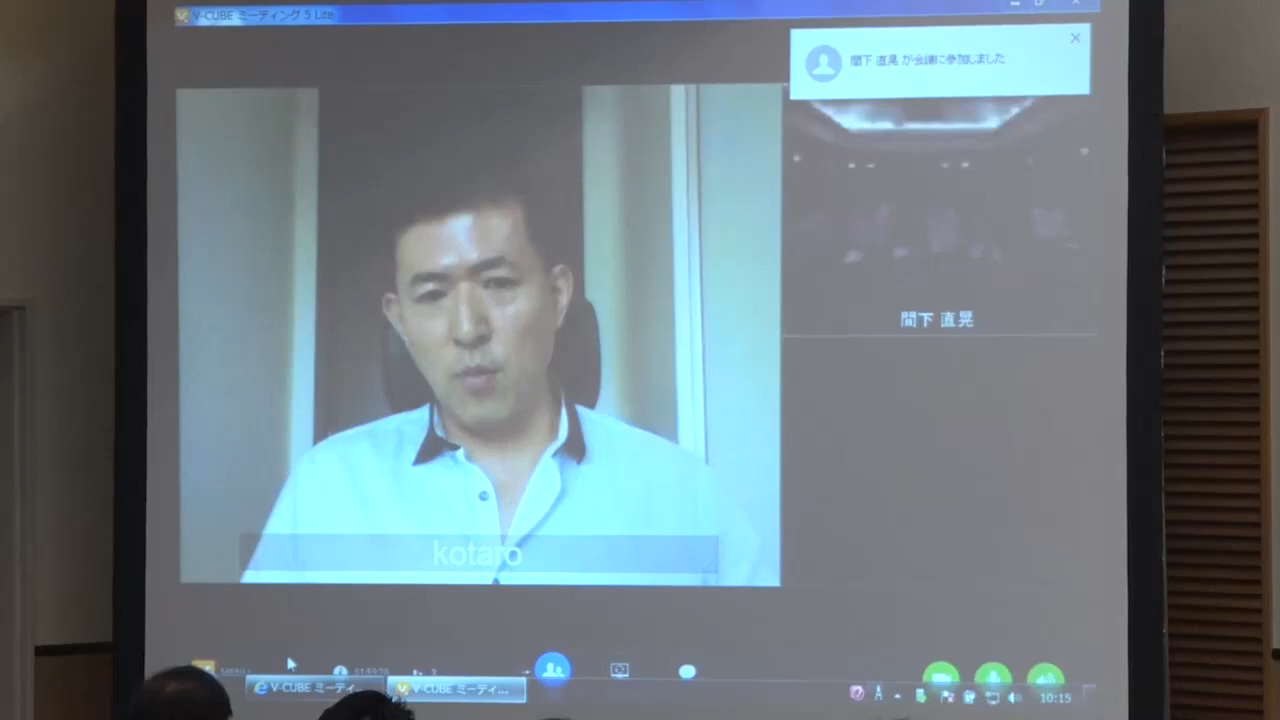 V-CUBE ミーティング 5 Lite
間下 直晃 が会議に参加しました
間下 直晃
kotaro
V-CUBE ミーティ...
V-CUBE ミーティ...
10:15